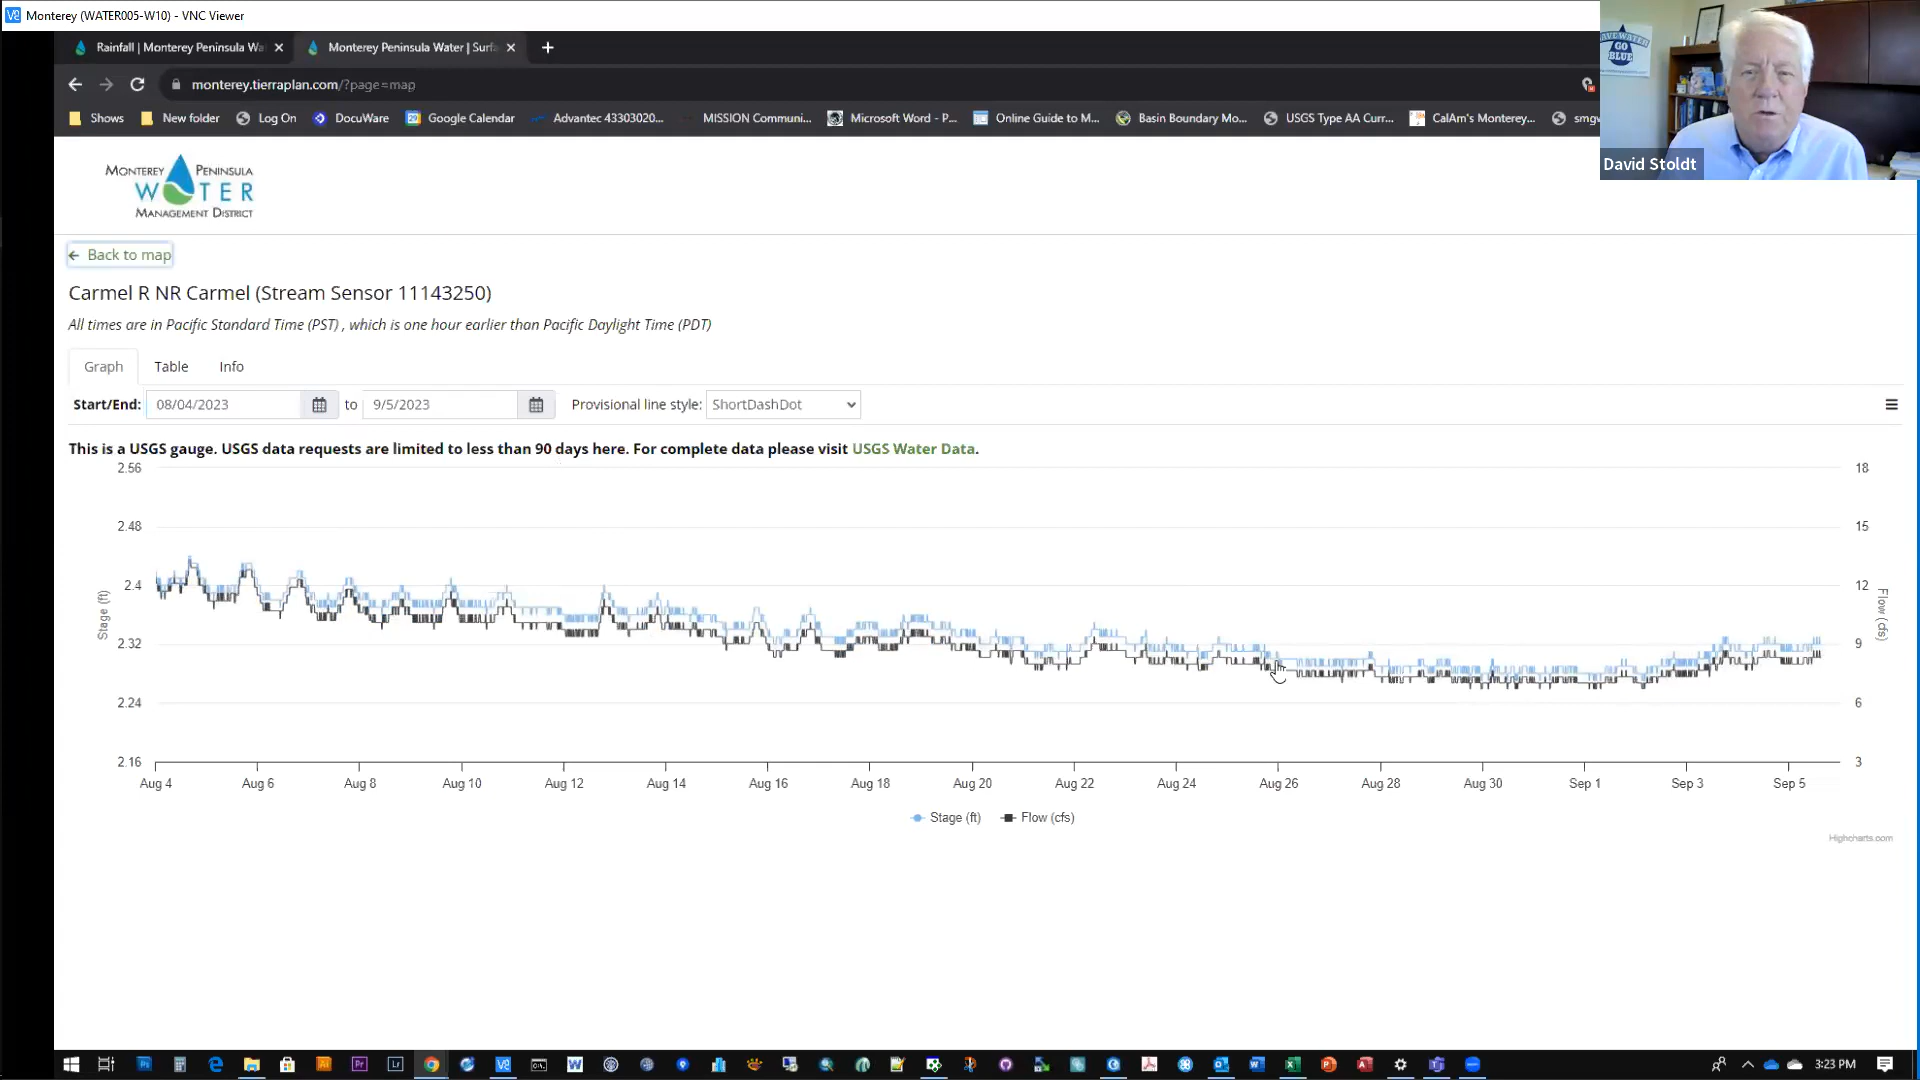 Monterey (WATER005-W10) - VNC Viewer
Rainfall | Monterey Peninsula Wa
Monterey Peninsula Water | Surf
monterey.tierraplan.com/?page=map
Shows
New folder
Log On
DocuWare
Google Calendar
Advantec 43303020...
MISSION Communi...
Microsoft Word - P...
Online Guide to M...
Basin Boundary Mo...
USGS Type AA Curr...
CalAm's Monterey...
smgw
GO
BLUE
David Stoldt
MONTEREY PENINSULA
WATER
MANAGEMENT DISTRICT
Back to map
Carmel R NR Carmel (Stream Sensor 11143250)
All times are in Pacific Standard Time (PST) , which is one hour earlier than Pacific Daylight Time (PDT)
Graph
Table
Info
Start/End: 08/04/2023 to 9/5/2023 Provisional line style: ShortDashDot
This is a USGS gauge. USGS data requests are limited to less than 90 days here. For complete data please visit USGS Water Data.
2.56
2.48
2.4
2.32
2.24
2.16
Stage (ft)
18
15
12
9
6
3
Flow (cfs)
Aug 4
Aug 6
Aug 8
Aug 10
Aug 12
Aug 14
Aug 16
Aug 18
Aug 20
Aug 22
Aug 24
Aug 26
Aug 28
Aug 30
Sep 1
Sep 3
Sep 5
Stage (ft)
Flow (cfs)
Highcharts.com
3:23 PM